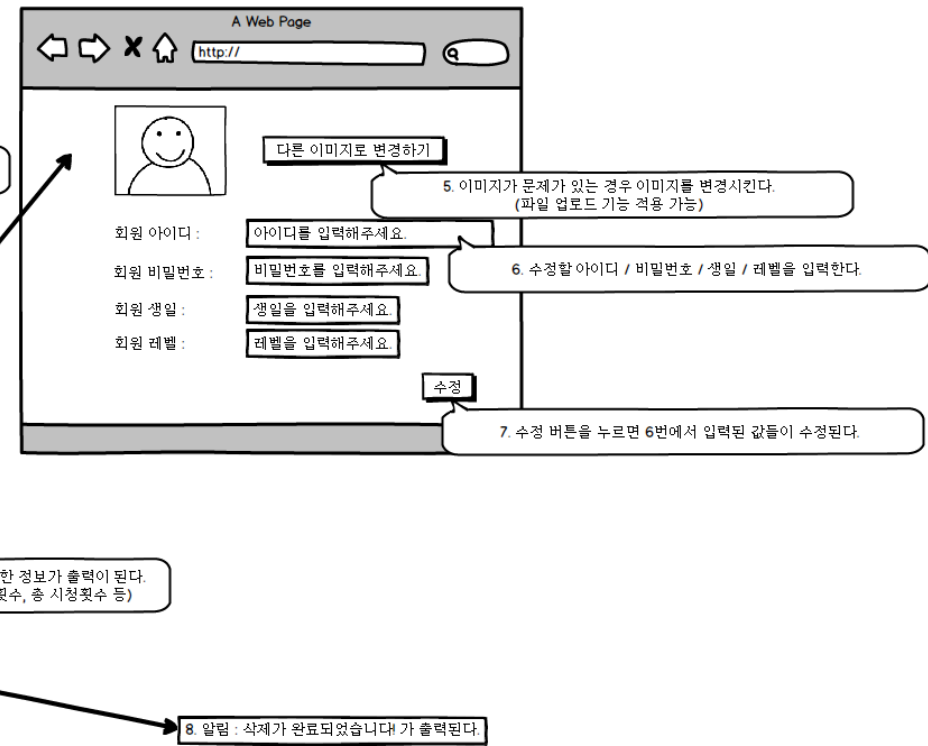 A Web Page
http://
다른 이미지로 변경하기
5. 이미지가 문제가 있는 경우 이미지를 변경시킨다.
(파일 업로드 기능 적용 가능)
회원 아이디 :
아이디를 입력해주세요.
6. 수정할 아이디 / 비밀번호 / 생일 / 레벨을 입력한다.
회원 비밀번호 :
비밀번호를 입력해주세요.
회원 생일 :
생일을 입력해주세요.
회원 레벨 :
레벨을 입력해주세요.
수정
7. 수정 버튼을 누르면 6번에서 입력된 값들이 수정된다.
한 정보가 출력이 된다.
횟수, 총 시청횟수 등)
8. 알림 : 삭제가 완료되었습니다! 가 출력된다.